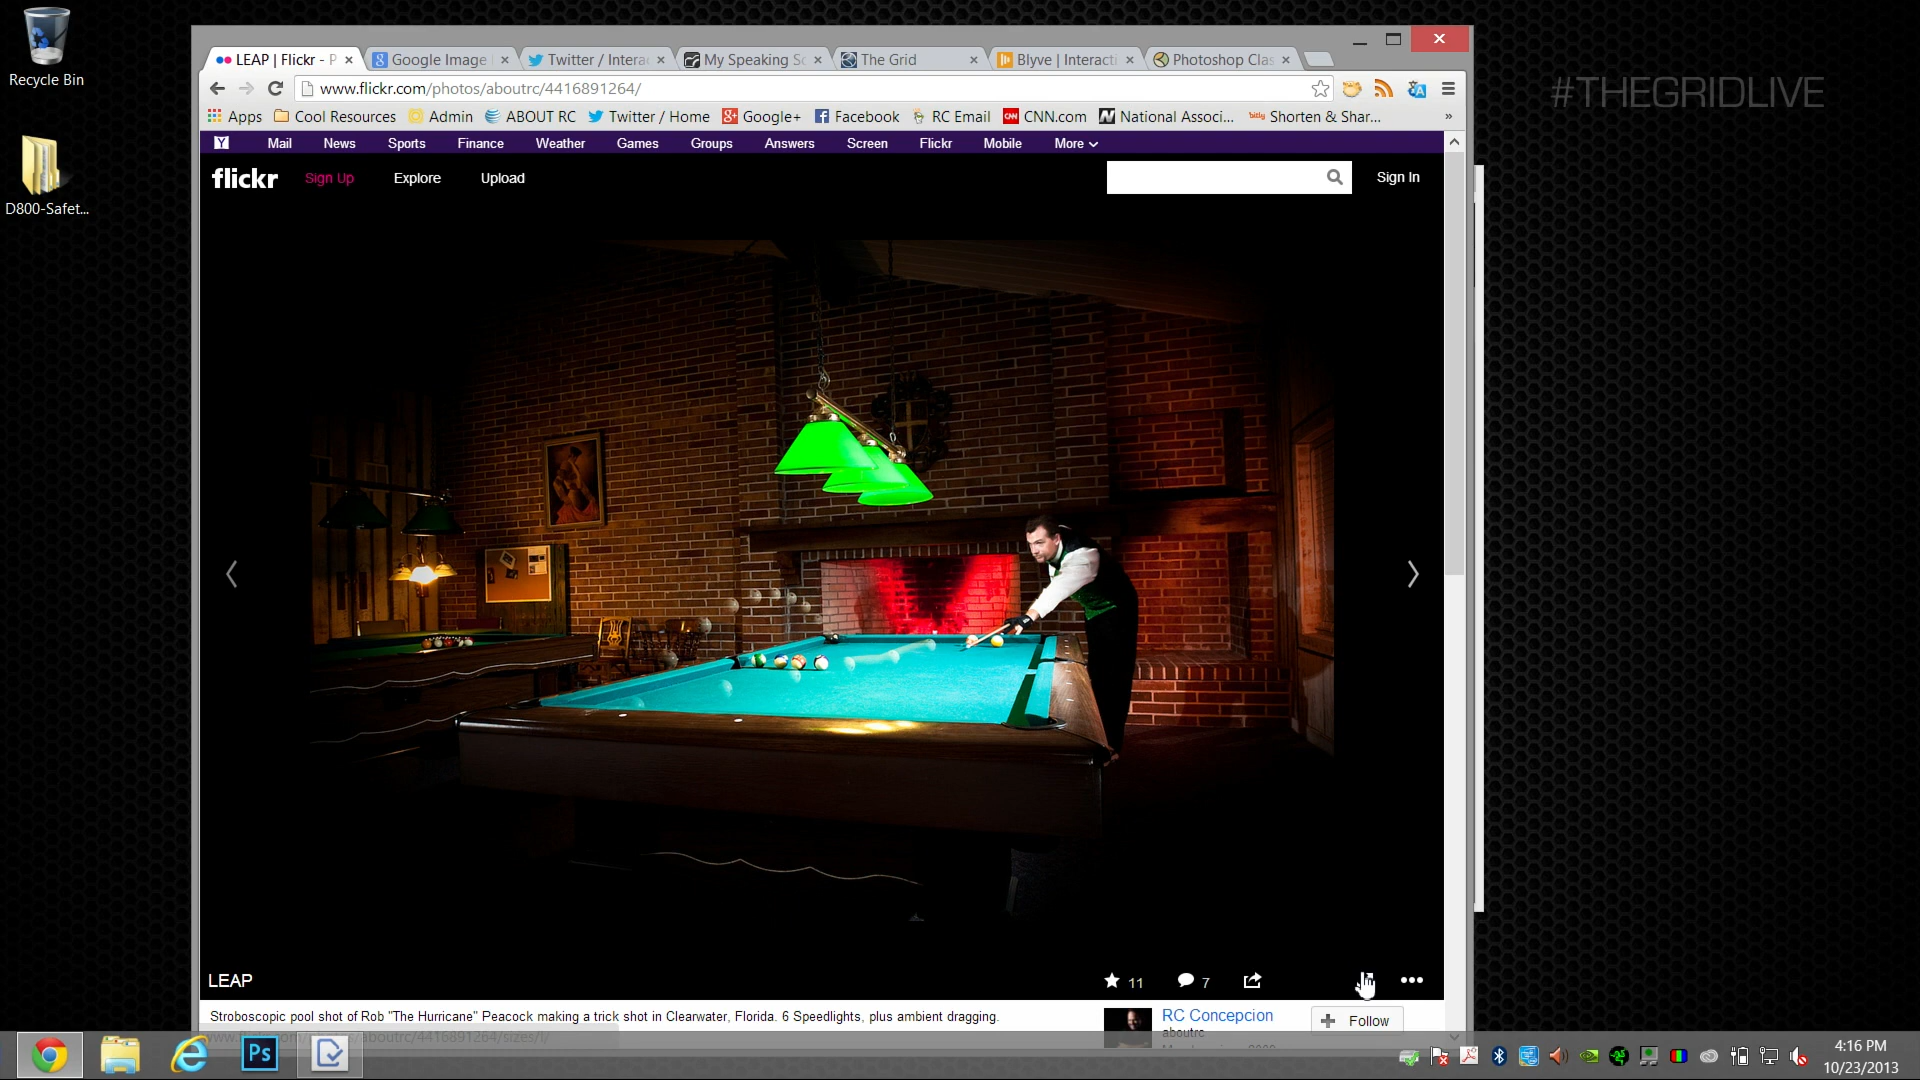 Recycle Bin
D800-Safet...
#THEGRIDLIVE
LEAP | Flickr - P
Google Image
Twitter / Intera
My Speaking Sc
The Grid
Blyve | Interacti
Photoshop Clas
www.flickr.com/photos/aboutrc/4416891264/
Apps Cool Resources Admin ABOUT RC Twitter / Home Google+ Facebook RC Email CNN.com National Associ... Shorten & Shar... »
Y Mail News Sports Finance Weather Games Groups Answers Screen Flickr Mobile More
flickr Sign Up Explore Upload Sign In
LEAP
11 7
Stroboscopic pool shot of Rob "The Hurricane" Peacock making a trick shot in Clearwater, Florida. 6 Speedlights, plus ambient dragging.
RC Concepcion
aboutrc
Follow
Ps
4:16 PM
10/23/2013